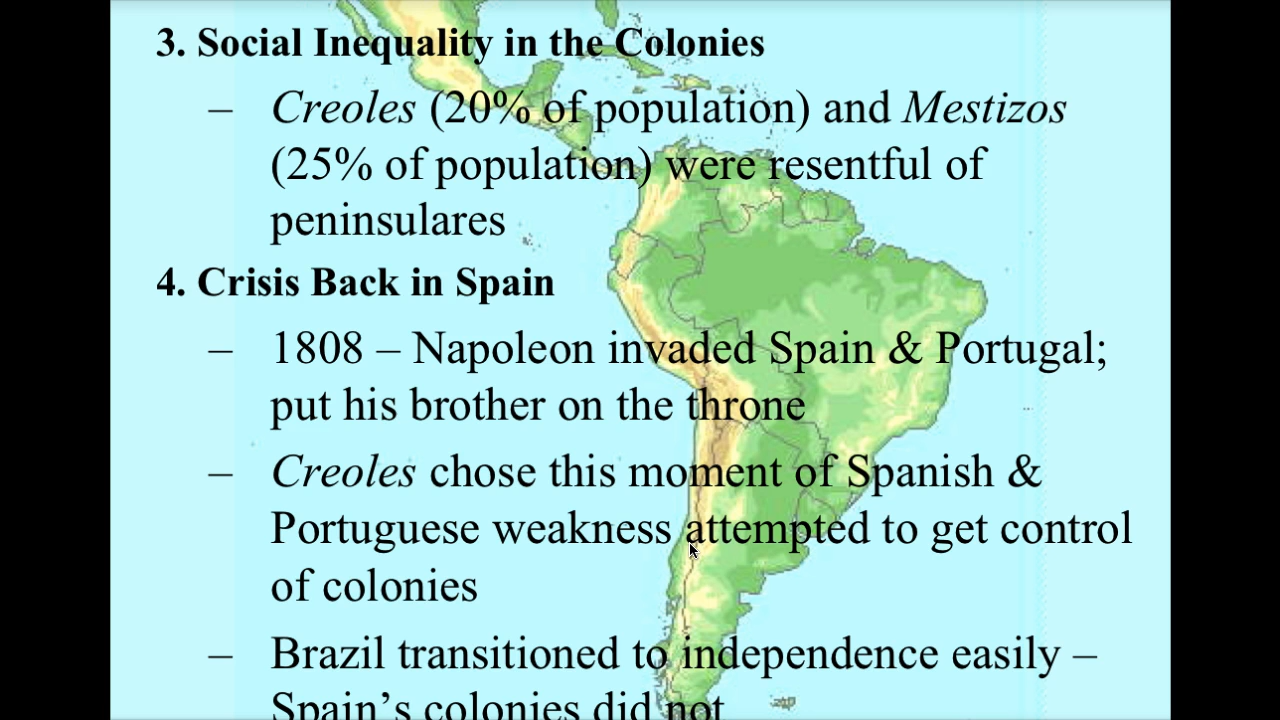 3. Social Inequality in the Colonies
– Creoles (20% of population) and Mestizos
(25% of population) were resentful of
peninsulares
4. Crisis Back in Spain
– 1808 – Napoleon invaded Spain & Portugal;
put his brother on the throne
– Creoles chose this moment of Spanish &
Portuguese weakness attempted to get control
of colonies
– Brazil transitioned to independence easily –
Spain's colonies did not